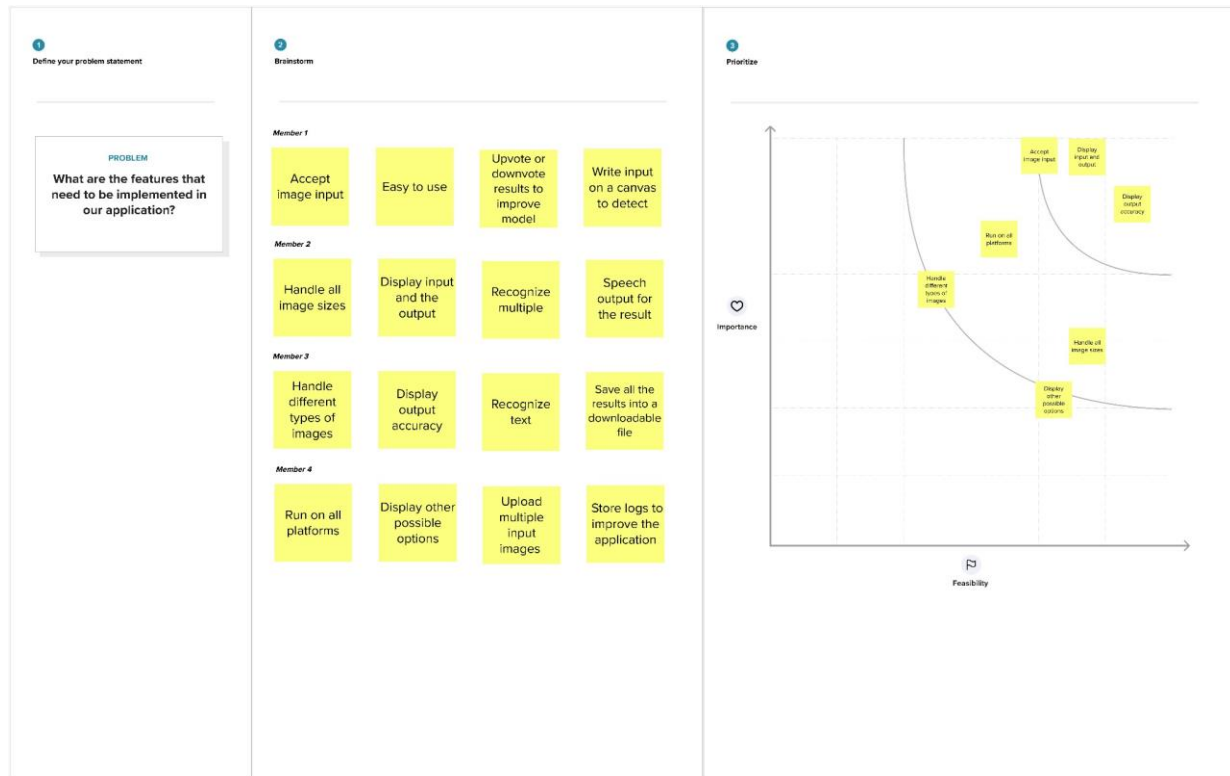 1
Define your problem statement
PROBLEM
What are the features that
need to be implemented in
our application?
2
Brainstorm
Member 1
Accept
image input
Easy to use
Upvote or
downvote
results to
improve
model
Write input
on a canvas
to detect
Member 2
Handle all
image sizes
Display input
and the
output
Recognize
multiple
Speech
output for
the result
Member 3
Handle
different
types of
images
Display
output
accuracy
Recognize
text
Save all the
results into a
downloadable
file
Member 4
Run on all
platforms
Display other
possible
options
Upload
multiple
input
images
Store logs to
improve the
application
3
Prioritize
Accept
image input
Display
input and
output
Display
output
accuracy
Run on all
platforms
Handle
different
types of
images
Importance
Handle all
image sizes
Display
other
possible
options
Feasibility